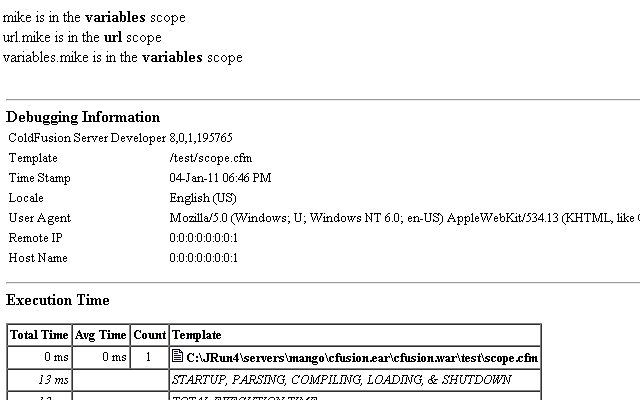 mike is in the variables scope
url.mike is in the url scope
variables.mike is in the variables scope
Debugging Information
ColdFusion Server Developer 8,0,1,195765
Template /test/scope.cfm
Time Stamp 04-Jan-11 06:46 PM
Locale English (US)
User Agent Mozilla/5.0 (Windows; U; Windows NT 6.0; en-US) AppleWebKit/534.13 (KHTML, like
Remote IP 0:0:0:0:0:0:0:1
Host Name 0:0:0:0:0:0:0:1
Execution Time
Total Time Avg Time Count Template
0 ms 0 ms 1 C:\JRun4\servers\mango\cfusion.ear\cfusion.war\test\scope.cfm
13 ms STARTUP, PARSING, COMPILING, LOADING, & SHUTDOWN
TOTAL EXECUTION TIME